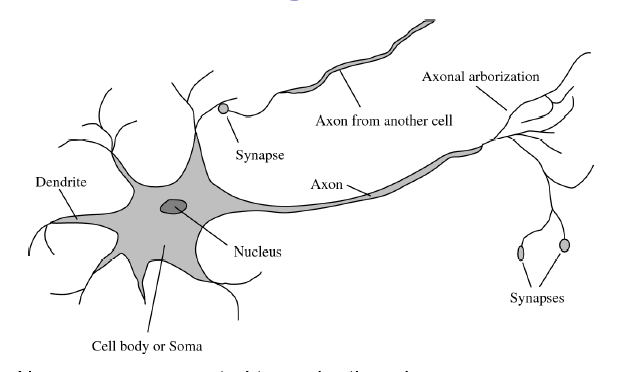 Axonal arborization
Axon from another cell
Synapse
Dendrite
Axon
Nucleus
Synapses
Cell body or Soma